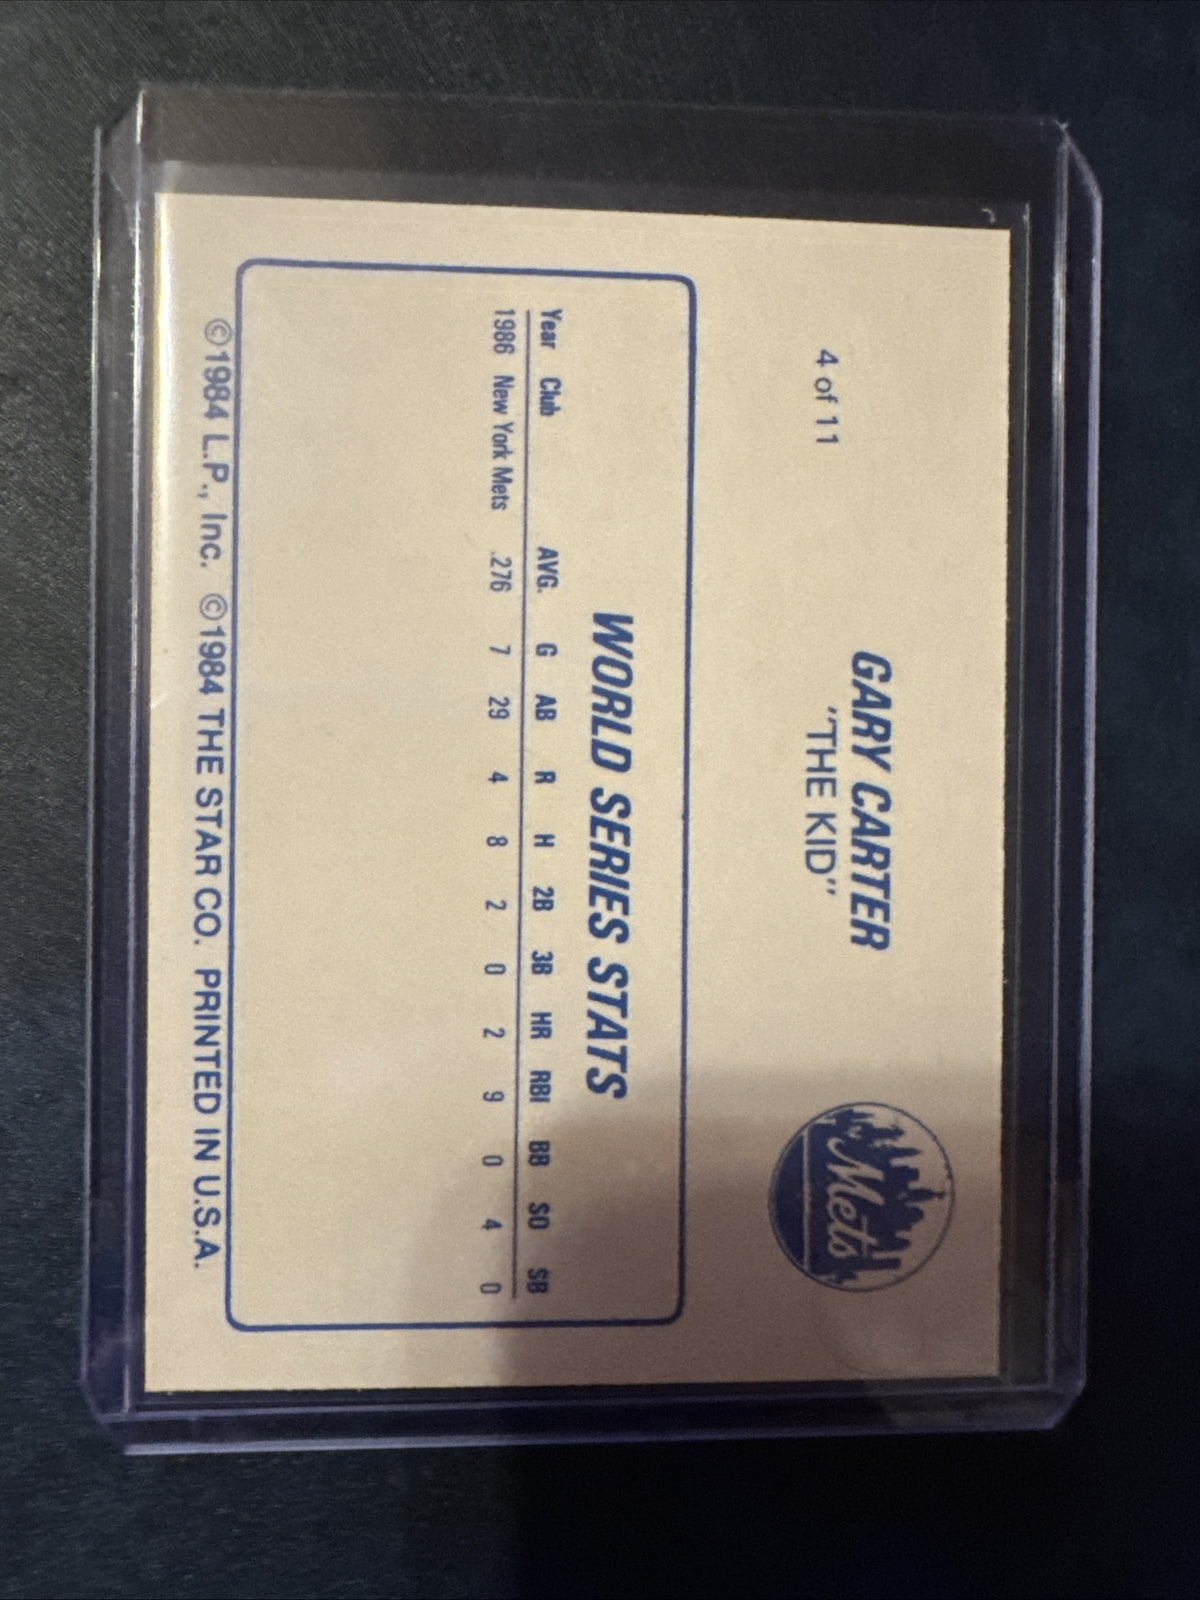 4 of 11
GARY CARTER
"THE KID"
Mets
WORLD SERIES STATS
Year Club AVG. G AB R H 2B 3B HR RBI BB SO SB
1986 New York Mets .276 7 29 4 8 2 0 2 9 0 4 0
©1984 L.P., Inc. ©1984 THE STAR CO. PRINTED IN U.S.A.